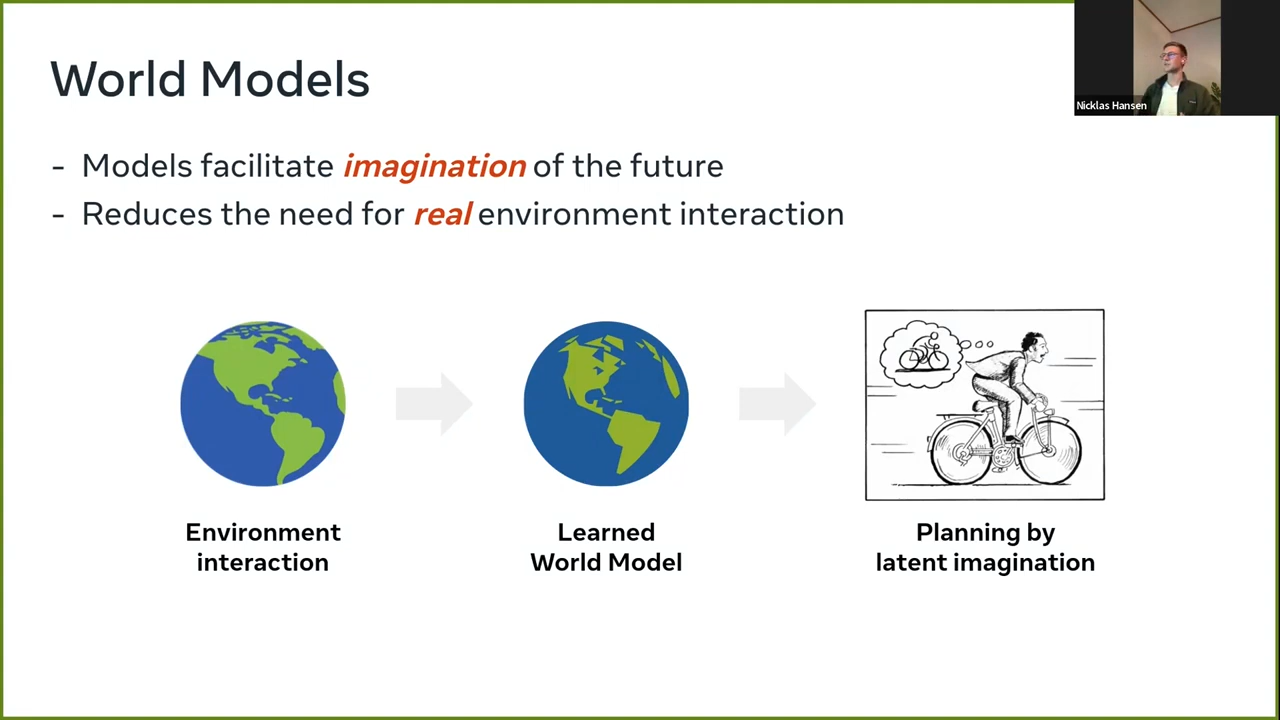 World Models
Nicklas Hansen
- Models facilitate imagination of the future
- Reduces the need for real environment interaction
Environment
interaction
Learned
World Model
Planning by
latent imagination